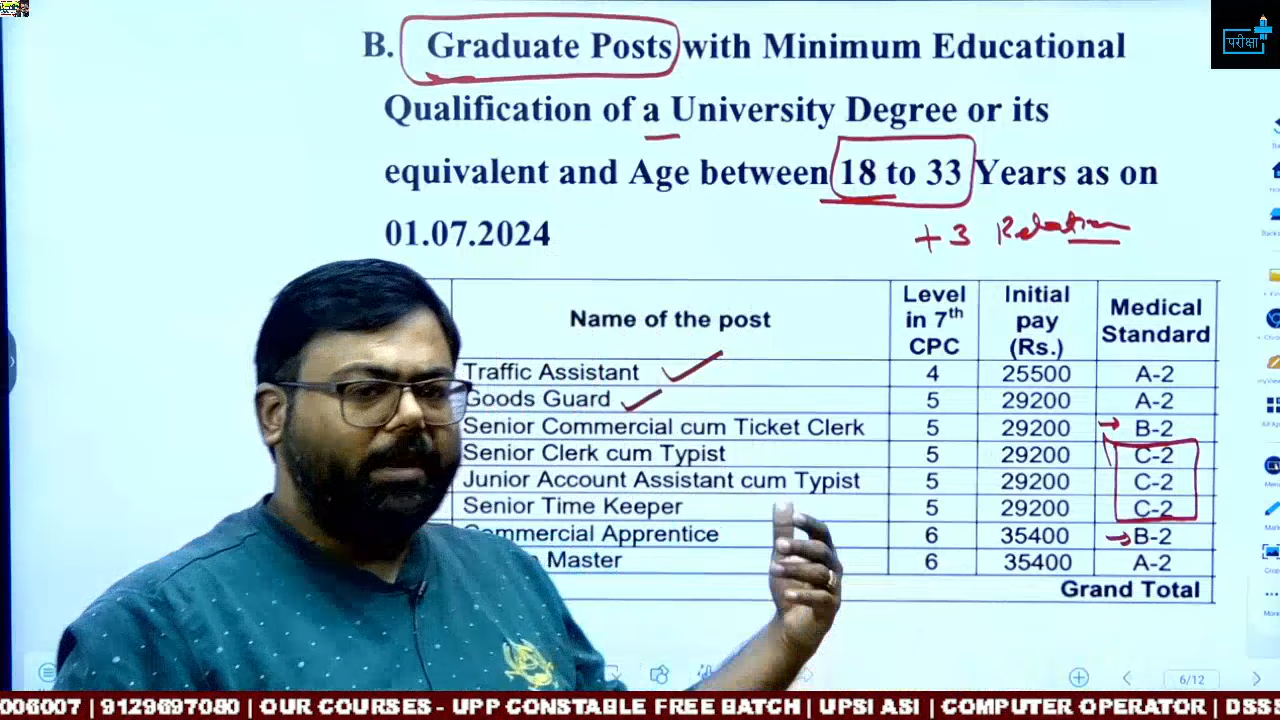 परीक्षा
B. Graduate Posts with Minimum Educational
Qualification of a University Degree or its
equivalent and Age between 18 to 33 Years as on
01.07.2024
+3
Name of the post | Level in 7th CPC | Initial pay (Rs.) | Medical Standard
Traffic Assistant 4 25500 A-2
Goods Guard 5 29200 A-2
Senior Commercial cum Ticket Clerk 5 29200 B-2
Senior Clerk cum Typist 5 29200 C-2
Junior Account Assistant cum Typist 5 29200 C-2
Senior Time Keeper 5 29200 C-2
ommercial Apprentice 6 35400 B-2
Master 6 35400 A-2
Grand Total
6/12
006007 | 9129697080 | OUR COURSES - UPP CONSTABLE FREE BATCH | UPSI ASI | COMPUTER OPERATOR | DSSS